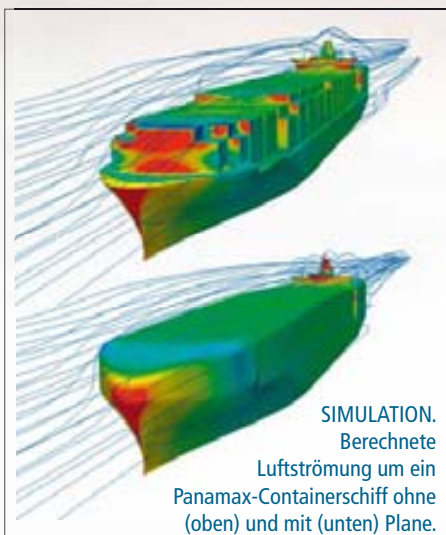 SIMULATION.
Berechnete
Luftströmung um ein
Panamax-Containerschiff ohne
(oben) und mit (unten) Plane.